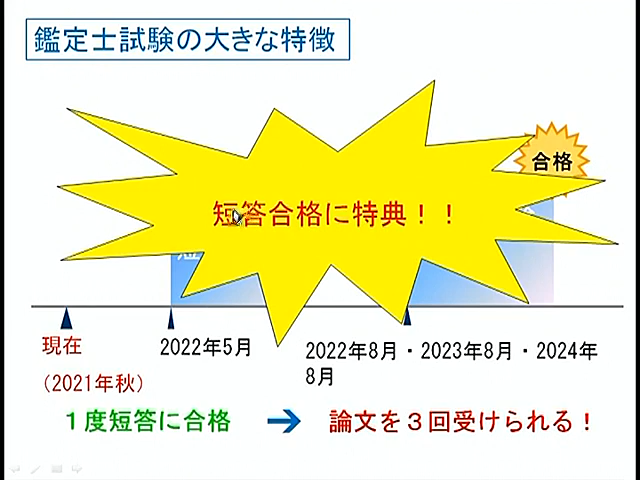 鑑定士試験の大きな特徴
合格
短答合格に特典！！
現在
（2021年秋）
2022年5月
2022年8月・2023年8月・2024年
8月
１度短答に合格
論文を３回受けられる！